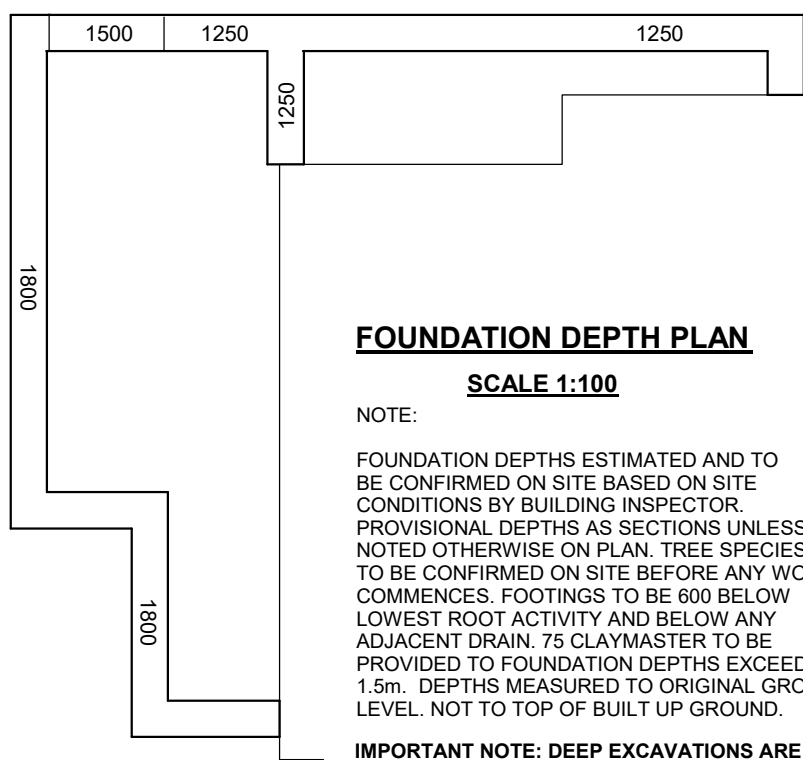 1500 1250 1250
1250
1800
FOUNDATION DEPTH PLAN
SCALE 1:100
NOTE:
FOUNDATION DEPTHS ESTIMATED AND TO
BE CONFIRMED ON SITE BASED ON SITE
CONDITIONS BY BUILDING INSPECTOR.
PROVISIONAL DEPTHS AS SECTIONS UNLESS
NOTED OTHERWISE ON PLAN. TREE SPECIES
TO BE CONFIRMED ON SITE BEFORE ANY WO
COMMENCES. FOOTINGS TO BE 600 BELOW
LOWEST ROOT ACTIVITY AND BELOW ANY
ADJACENT DRAIN. 75 CLAYMASTER TO BE
PROVIDED TO FOUNDATION DEPTHS EXCEED
1.5m. DEPTHS MEASURED TO ORIGINAL GRO
LEVEL. NOT TO TOP OF BUILT UP GROUND.
1800
IMPORTANT NOTE: DEEP EXCAVATIONS ARE